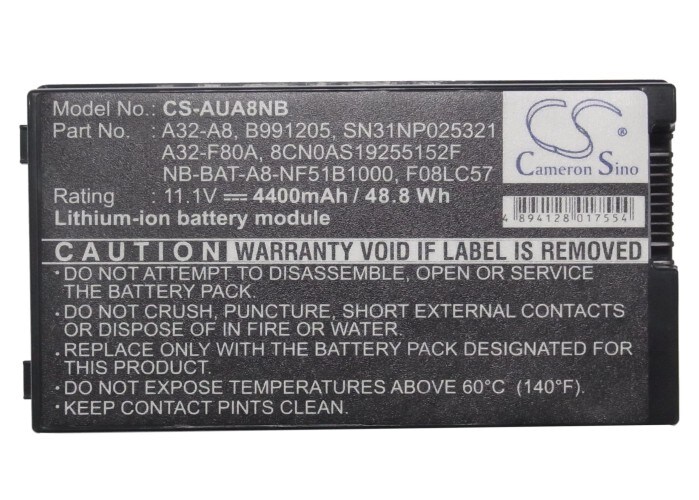 Model No.: CS-AUA8NB
Part No. : A32-A8, B991205, SN31NP025321
A32-F80A, 8CN0AS19255152F
NB-BAT-A8-NF51B1000, F08LC57
Rating : 11.1V 4400mAh / 48.8 Wh
Lithium-ion battery module
CS
Cameron Sino
4 894128 017554
CAUTION WARRANTY VOID IF LABEL IS REMOVED
•DO NOT ATTEMPT TO DISASSEMBLE, OPEN OR SERVICE
THE BATTERY PACK.
•DO NOT CRUSH, PUNCTURE, SHORT EXTERNAL CONTACTS
OR DISPOSE OF IN FIRE OR WATER.
•REPLACE ONLY WITH THE BATTERY PACK DESIGNATED FOR
THIS PRODUCT.
•DO NOT EXPOSE TEMPERATURES ABOVE 60°C (140°F).
•KEEP CONTACT PINTS CLEAN.